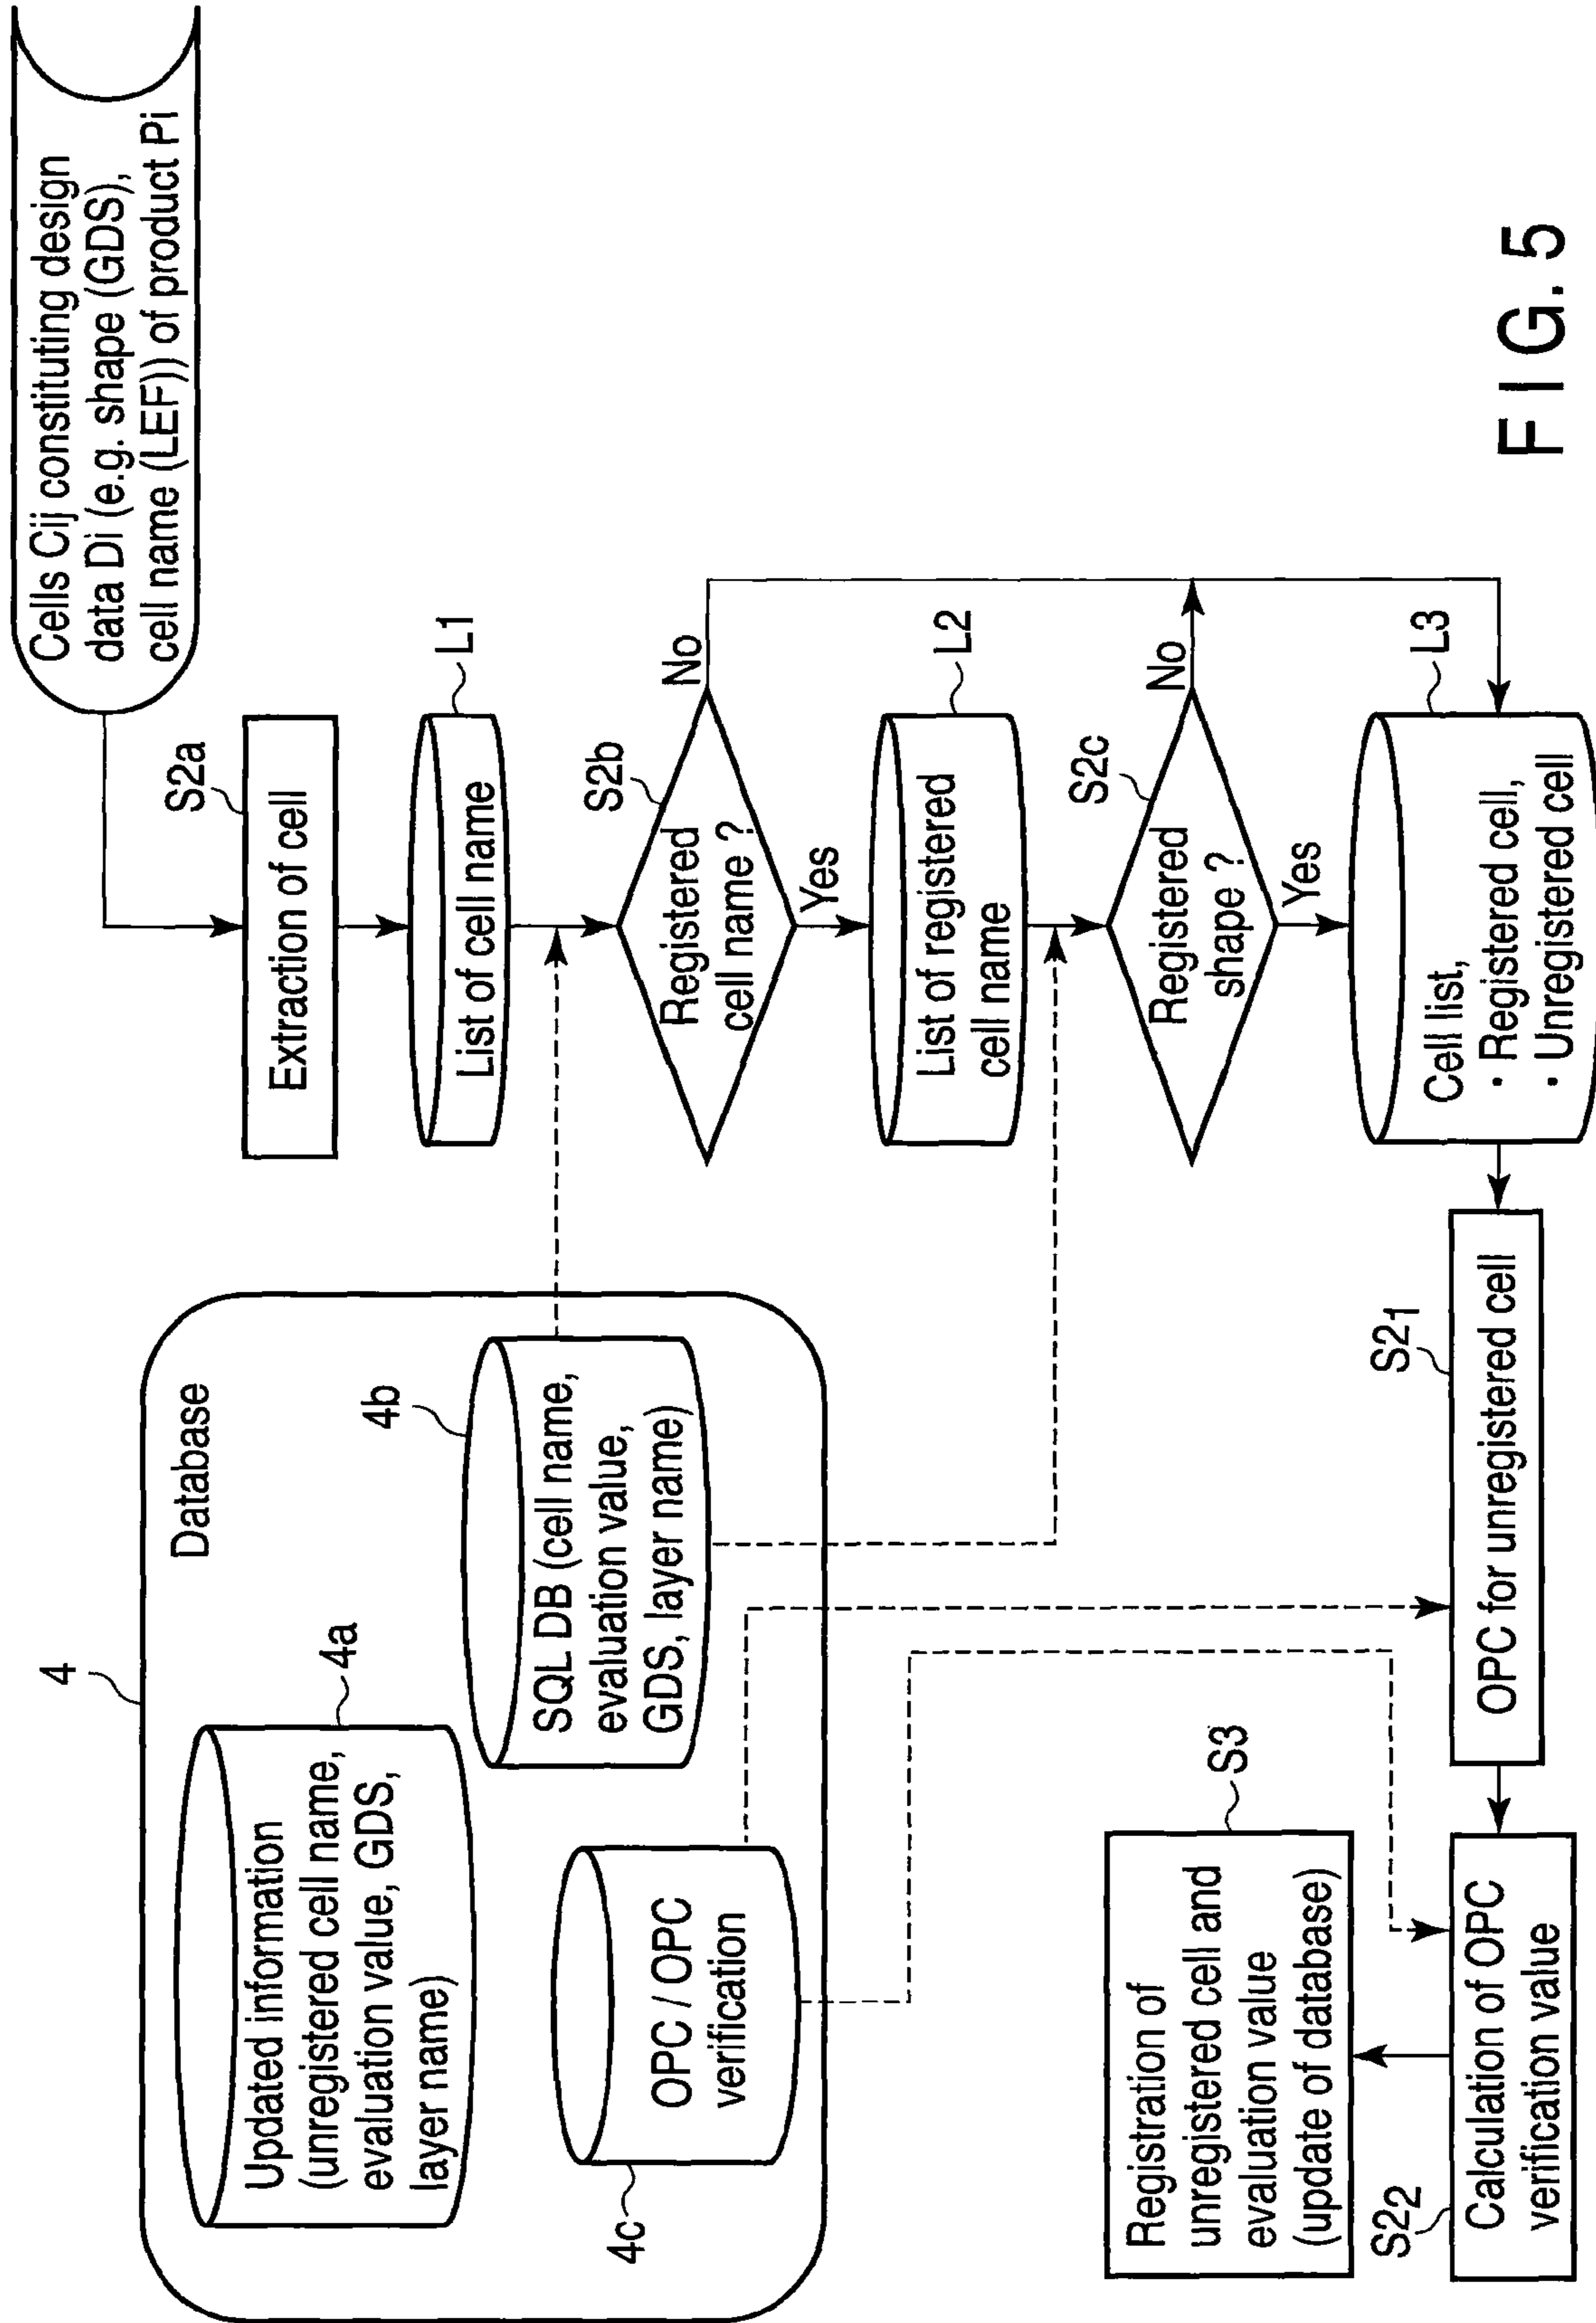 Cells Cij constituting design
data Di (e.g. shape (GDS),
cell name (LEF)) of product Pi
S2a
Extraction of cell
L1
List of cell name
S2b
Registered
cell name ?
No
Yes
L2
List of registered
cell name
S2c
Registered
shape ?
No
Yes
L3
Cell list,
· Registered cell,
· Unregistered cell
4
Database
4a
Updated information
(unregistered cell name,
evaluation value, GDS,
layer name)
4b
SQL DB (cell name,
evaluation value,
GDS, layer name)
4c
OPC / OPC
verification
S21
OPC for unregistered cell
S22
Calculation of OPC
verification value
S3
Registration of
unregistered cell and
evaluation value
(update of database)
FIG. 5